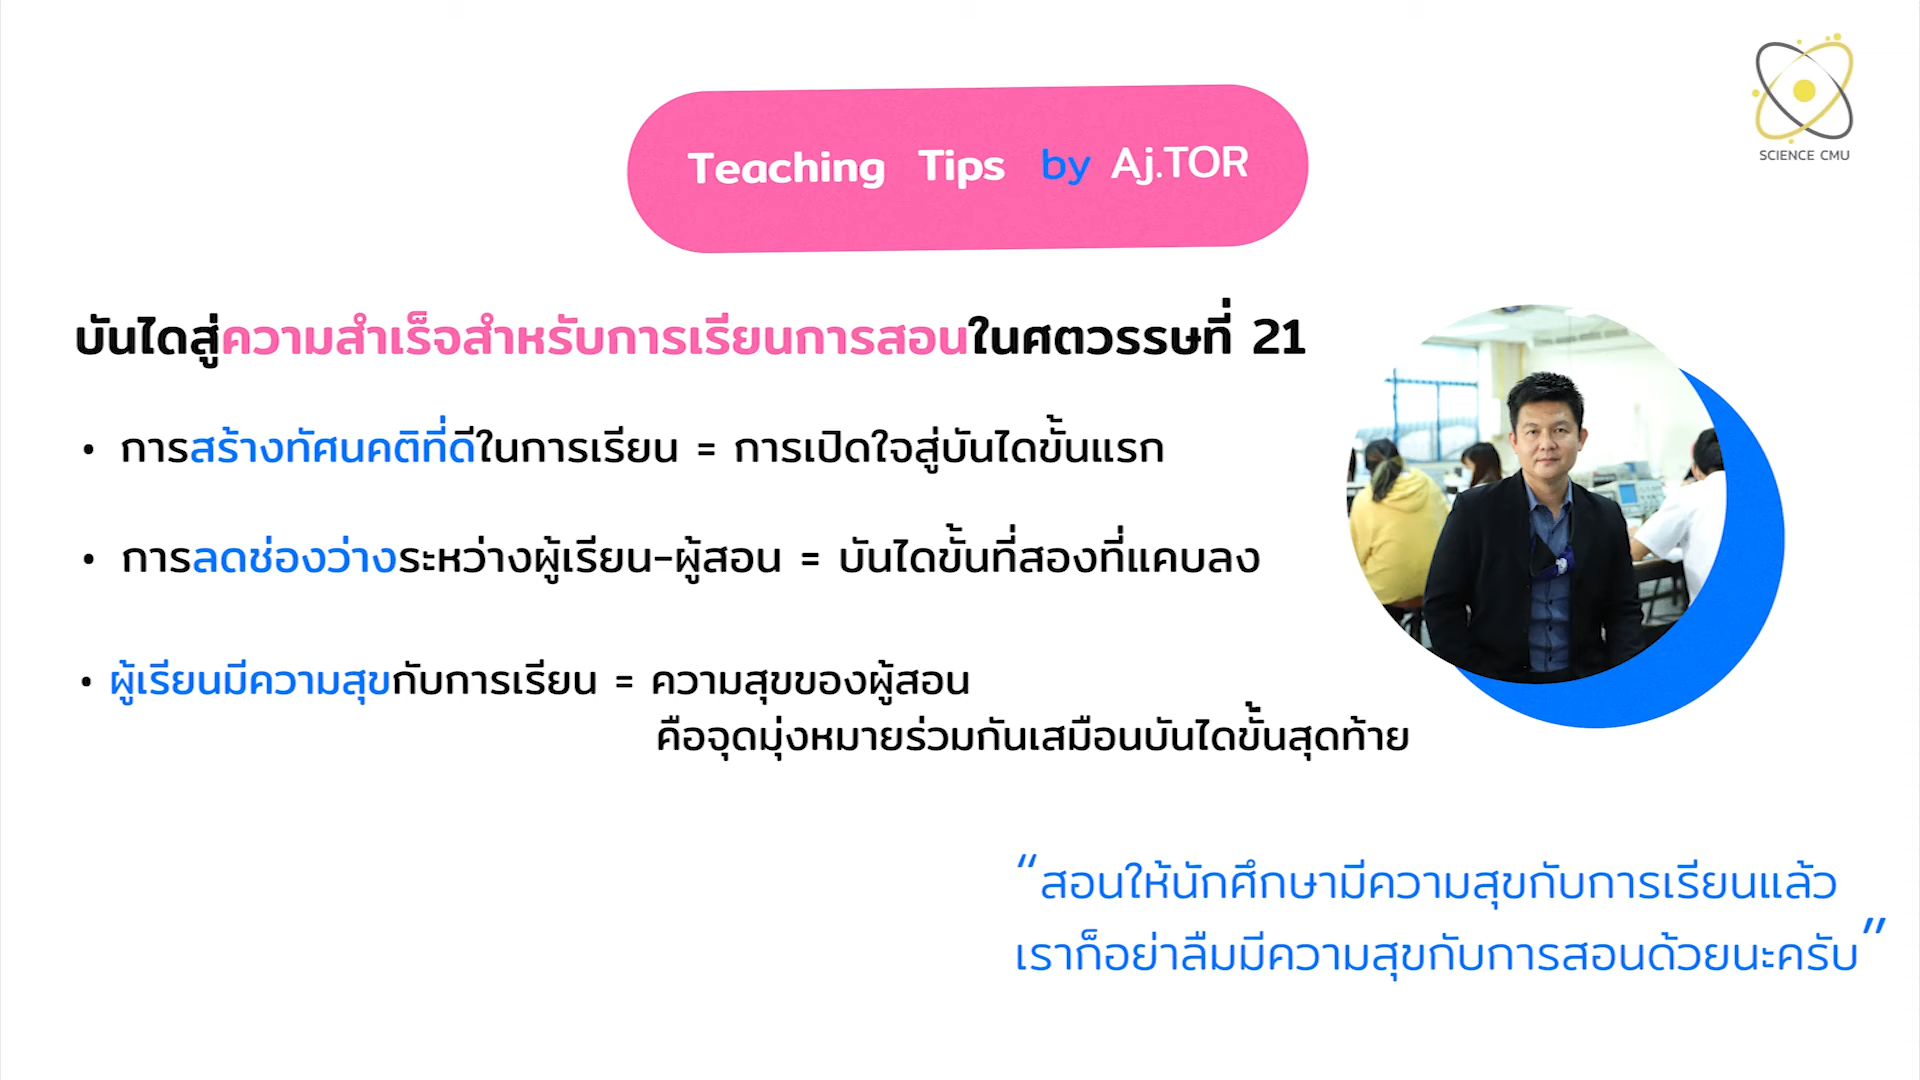 SCIENCE CMU
Teaching Tips by Aj.TOR
บันไดสู่ความสำเร็จสำหรับการเรียนการสอนในศตวรรษที่ 21
• การสร้างทัศนคติที่ดีในการเรียน = การเปิดใจสู่บันไดขั้นแรก
• การลดช่องว่างระหว่างผู้เรียน-ผู้สอน = บันไดขั้นที่สองที่แคบลง
• ผู้เรียนมีความสุขกับการเรียน = ความสุขของผู้สอน
คือจุดมุ่งหมายร่วมกันเสมือนบันไดขั้นสุดท้าย
“สอนให้นักศึกษามีความสุขกับการเรียนแล้ว
เราก็อย่าลืมมีความสุขกับการสอนด้วยนะครับ”